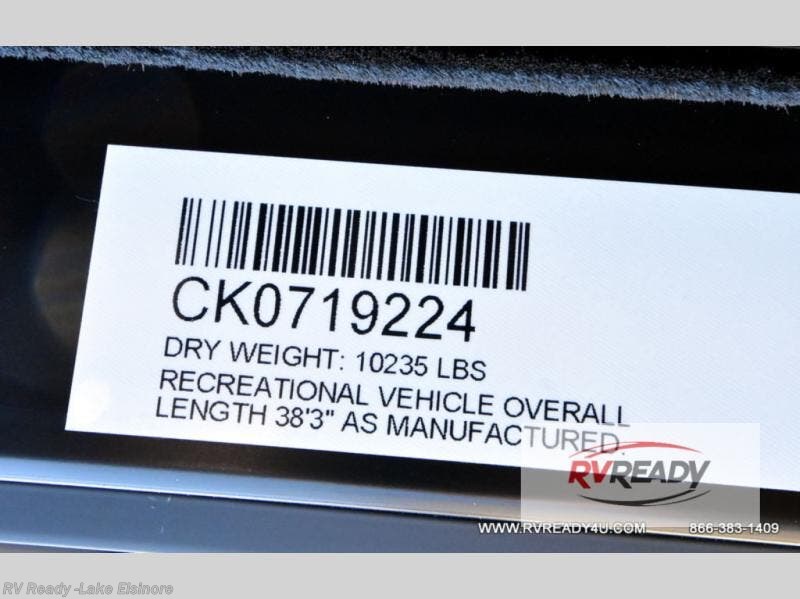 CK0719224
DRY WEIGHT: 10235 LBS
RECREATIONAL VEHICLE OVERALL
LENGTH 38'3" AS MANUFACTURED.
RVREADY
WWW.RVREADY4U.COM 866-383-1409
RV Ready -Lake Elsinore